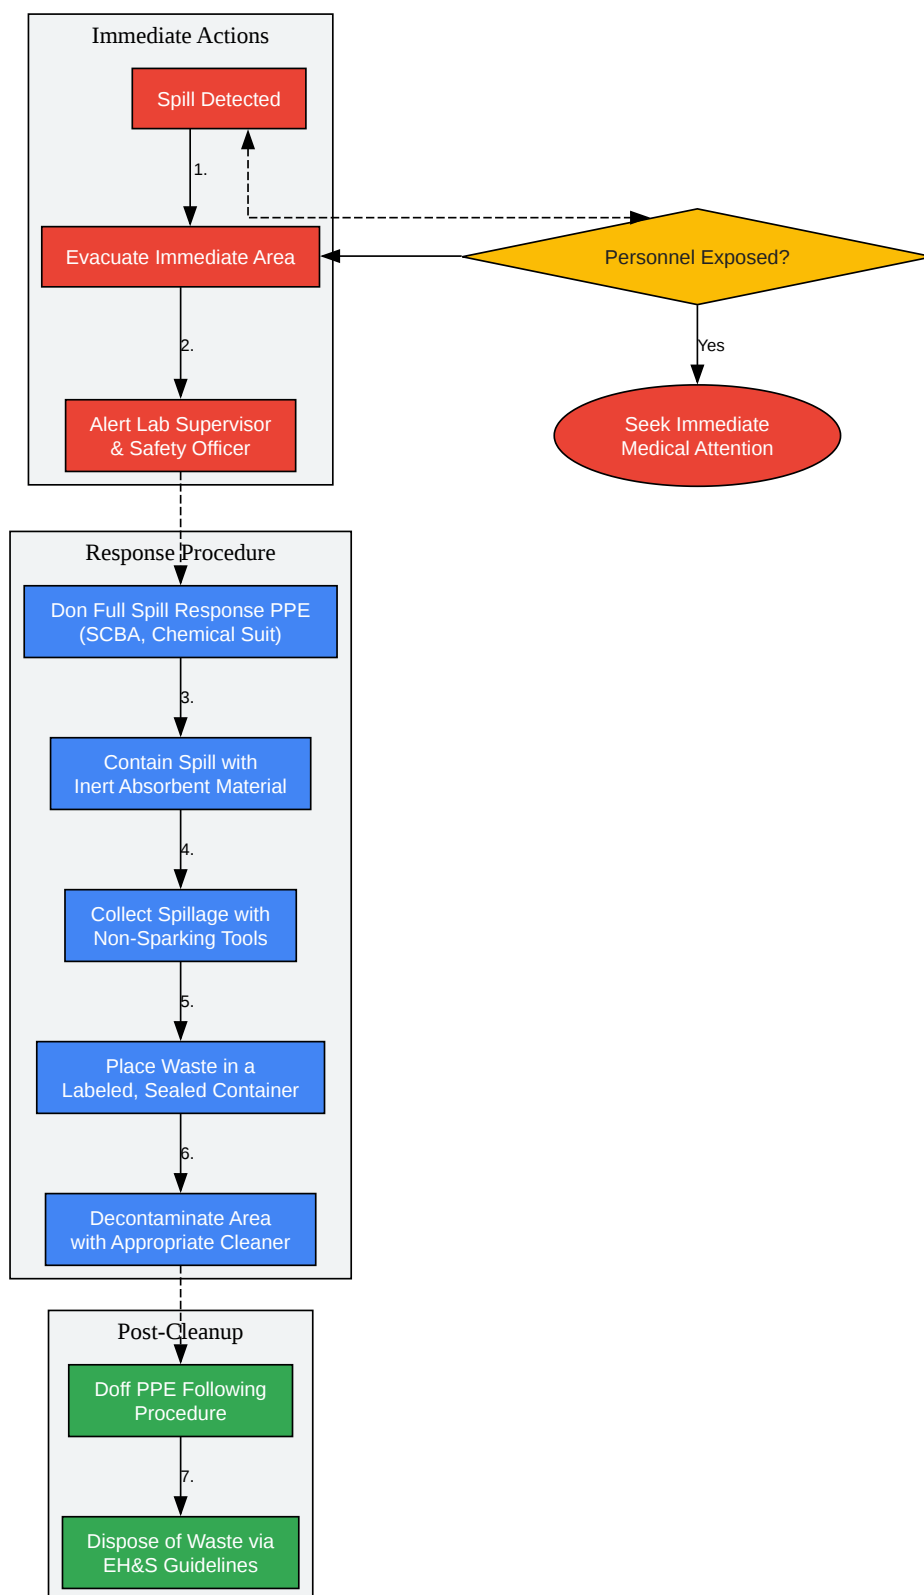 Immediate Actions
Spill Detected
1.
Evacuate Immediate Area
Personnel Exposed?
2.
Yes
Alert Lab Supervisor
& Safety Officer
Seek Immediate
Medical Attention
Response Procedure
Don Full Spill Response PPE
(SCBA, Chemical Suit)
3.
Contain Spill with
Inert Absorbent Material
4.
Collect Spillage with
Non-Sparking Tools
5.
Place Waste in a
Labeled, Sealed Container
6.
Decontaminate Area
with Appropriate Cleaner
Post-Cleanup
Doff PPE Following
Procedure
7.
Dispose of Waste via
EH&S Guidelines